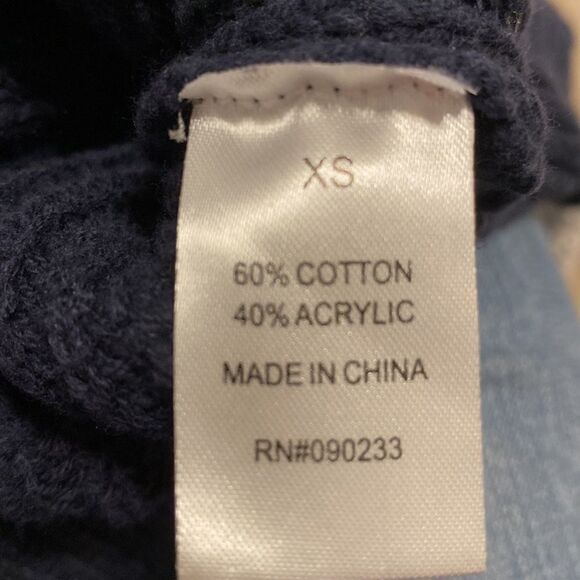 XS
60% COTTON
40% ACRYLIC
MADE IN CHINA
RN#090233